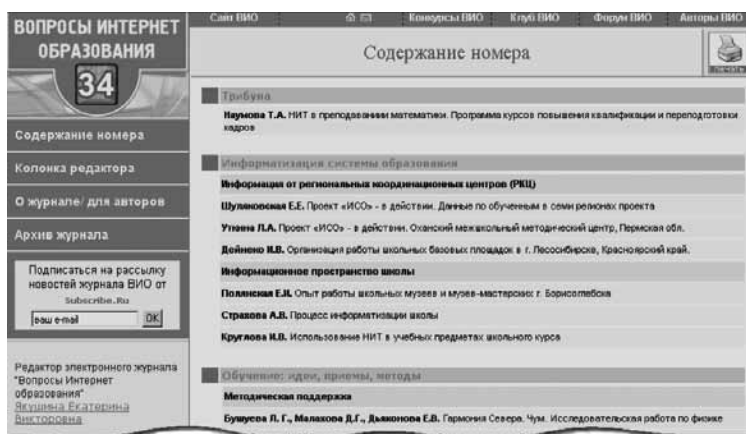 ВОПРОСЫ ИНТЕРНЕТ
ОБРАЗОВАНИЯ
34
Содержание номера
Колонка редактора
О журнале/ для авторов
Архив журнала
Подписаться на рассылку
новостей журнала ВИО от
Subscribe.Ru
ваш e-mail
OK
Редактор электронного журнала
"Вопросы Интернет
образования"
Якушина Екатерина
Викторовна
Сайт ВИО Конкурсы ВИО Клуб ВИО Форум ВИО Авторы ВИО
Содержание номера
Трибуна
Наумова Т.А. НИТ в преподавании математики. Программа курсов повышения квалификации и переподготовки
кадров
Информатизация системы образования
Информация от региональных координационных центров (РКЦ)
Шуляковская Е.Е. Проект «ИСО» - в действии. Данные по обученным в семи регионах проекта
Уткина Л.А. Проект «ИСО» - в действии. Оханский межшкольный методический центр, Пермская обл.
Дейнеко И.В. Организация работы школьных базовых площадок в г. Лесосибирске, Красноярский край.
Информационное пространство школы
Полянская Е.И. Опыт работы школьных музеев и музея-мастерских г. Борисоглебска
Страхова А.В. Процесс информатизации школы
Круглова И.В. Использование НИТ в учебных предметах школьного курса
Обучение: идеи, приемы, методы
Методическая поддержка
Бушуева Л. Г., Малахова Д.Г., Дьяконова Е.В. Гармония Севера. Чум. Исследовательская работа по физике